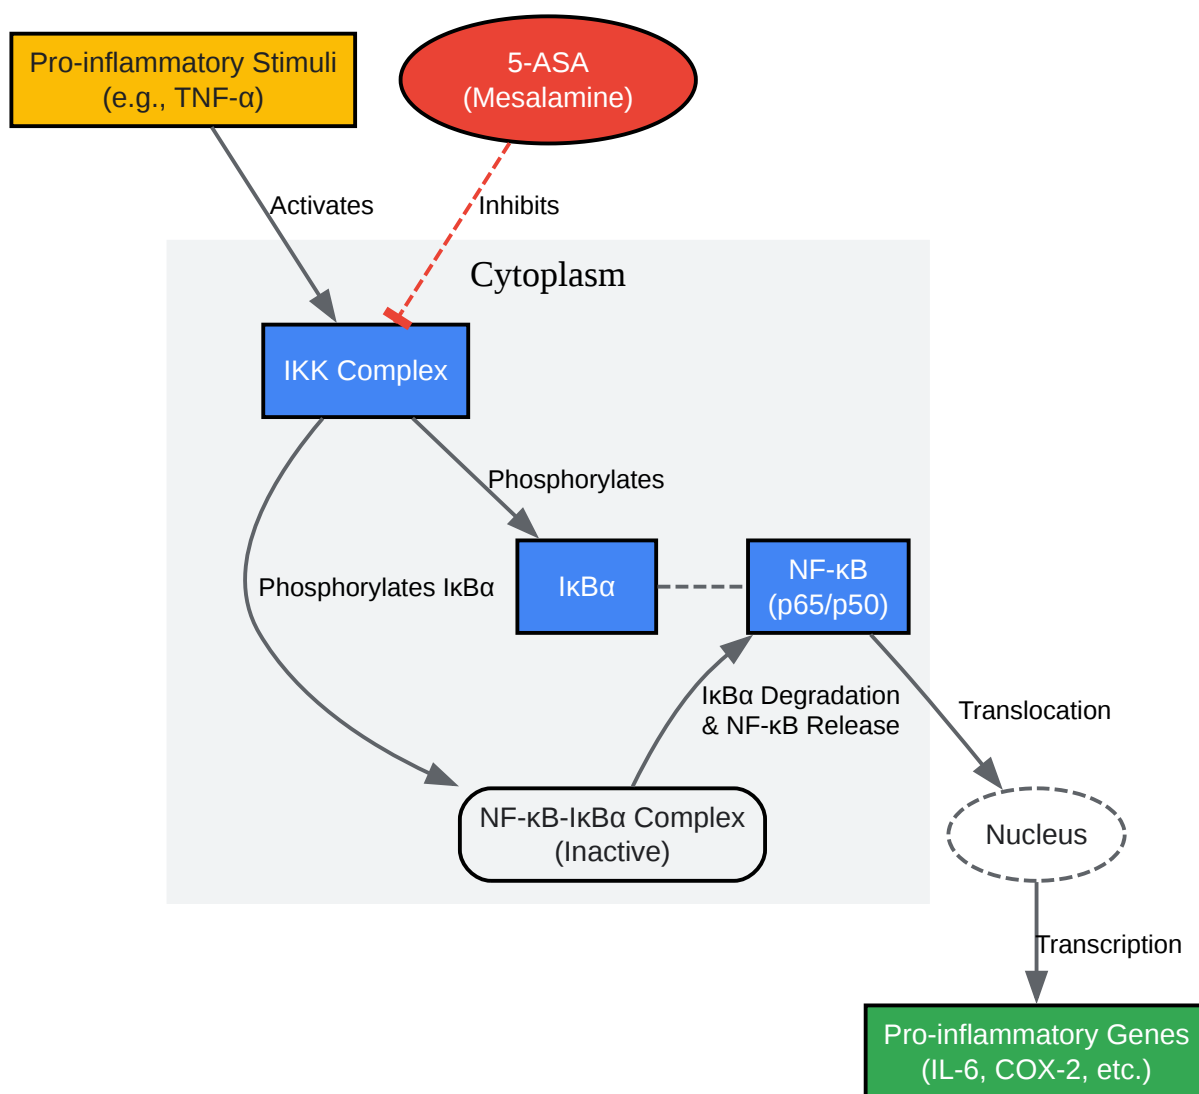 Pro-inflammatory Stimuli
(e.g., TNF-α)
5-ASA
(Mesalamine)
Activates
Inhibits
Cytoplasm
IKK Complex
Phosphorylates
Phosphorylates IκBα
IκBα
NF-κB
(p65/p50)
IκBα Degradation
& NF-κB Release
Translocation
NF-κB-IκBα Complex
(Inactive)
Nucleus
Transcription
Pro-inflammatory Genes
(IL-6, COX-2, etc.)